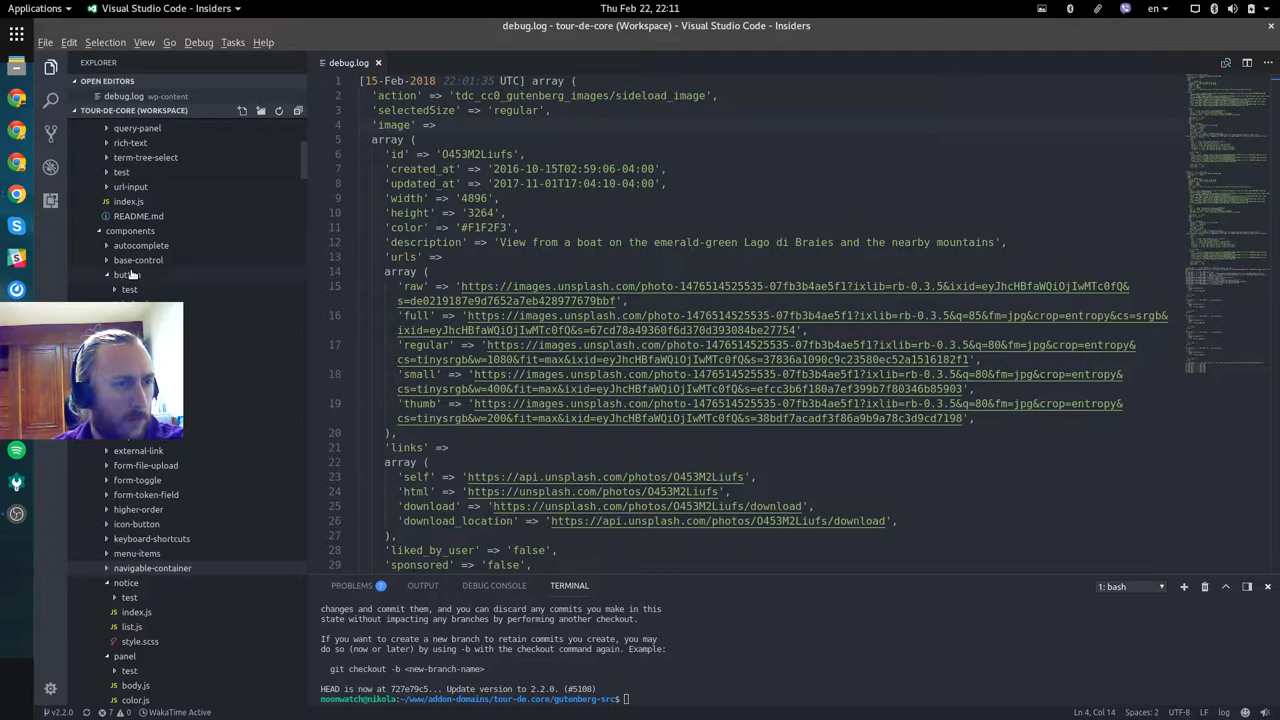 Applications
Visual Studio Code - Insiders
Thu Feb 22, 22:11
en
debug.log - tour-de-core (Workspace) - Visual Studio Code - Insiders
File Edit Selection View Go Debug Tasks Help
EXPLORER
OPEN EDITORS
debug.log wp-content
TOUR-DE-CORE (WORKSPACE)
query-panel
rich-text
term-tree-select
test
url-input
index.js
README.md
components
autocomplete
base-control
button
test
external-link
form-file-upload
form-toggle
form-token-field
higher-order
icon-button
keyboard-shortcuts
menu-items
navigable-container
notice
test
index.js
list.js
style.scss
panel
test
body.js
color.js
debug.log
1 [15-Feb-2018 22:01:35 UTC] array (
2 'action' => 'tdc_cc0_gutenberg_images/sideload_image',
3 'selectedSize' => 'regular',
4 'image' =>
5 array (
6 'id' => 'O453M2Liufs',
7 'created_at' => '2016-10-15T02:59:06-04:00',
8 'updated_at' => '2017-11-01T17:04:10-04:00',
9 'width' => '4896',
10 'height' => '3264',
11 'color' => '#F1F2F3',
12 'description' => 'View from a boat on the emerald-green Lago di Braies and the nearby mountains',
13 'urls' =>
14 array (
15 'raw' => 'https://images.unsplash.com/photo-1476514525535-07fb3b4ae5f1?ixlib=rb-0.3.5&ixid=eyJhcHBfaWQiOjIwMTc0fQ&
s=de0219187e9d7652a7eb428977679bbf',
16 'full' => 'https://images.unsplash.com/photo-1476514525535-07fb3b4ae5f1?ixlib=rb-0.3.5&q=85&fm=jpg&crop=entropy&cs=srgb&
ixid=eyJhcHBfaWQiOjIwMTc0fQ&s=67cd78a49360f6d370d393084be27754',
17 'regular' => 'https://images.unsplash.com/photo-1476514525535-07fb3b4ae5f1?ixlib=rb-0.3.5&q=80&fm=jpg&crop=entropy&
cs=tinysrgb&w=1080&fit=max&ixid=eyJhcHBfaWQiOjIwMTc0fQ&s=37836a1090c9c23580ec52a1516182f1',
18 'small' => 'https://images.unsplash.com/photo-1476514525535-07fb3b4ae5f1?ixlib=rb-0.3.5&q=80&fm=jpg&crop=entropy&
cs=tinysrgb&w=400&fit=max&ixid=eyJhcHBfaWQiOjIwMTc0fQ&s=efcc3b6f180a7ef399b7f80346b85903',
19 'thumb' => 'https://images.unsplash.com/photo-1476514525535-07fb3b4ae5f1?ixlib=rb-0.3.5&q=80&fm=jpg&crop=entropy&
cs=tinysrgb&w=200&fit=max&ixid=eyJhcHBfaWQiOjIwMTc0fQ&s=38bdf7acadf3f86a9b9a78c3d9cd7198',
20 ),
21 'links' =>
22 array (
23 'self' => 'https://api.unsplash.com/photos/O453M2Liufs',
24 'html' => 'https://unsplash.com/photos/O453M2Liufs',
25 'download' => 'https://unsplash.com/photos/O453M2Liufs/download',
26 'download_location' => 'https://api.unsplash.com/photos/O453M2Liufs/download',
27 ),
28 'liked_by_user' => 'false',
29 'sponsored' => 'false',
PROBLEMS 7 OUTPUT DEBUG CONSOLE TERMINAL
1: bash
changes and commit them, and you can discard any commits you make in this
state without impacting any branches by performing another checkout.
If you want to create a new branch to retain commits you create, you may
do so (now or later) by using -b with the checkout command again. Example:
git checkout -b <new-branch-name>
HEAD is now at 727e79c5... Update version to 2.2.0. (#5108)
moonwatch@nikola:~/www/addon-domains/tour-de.core/gutenberg-src$
v2.2.0 7 0 WakaTime Active
Ln 4, Col 14 Spaces: 2 UTF-8 LF log